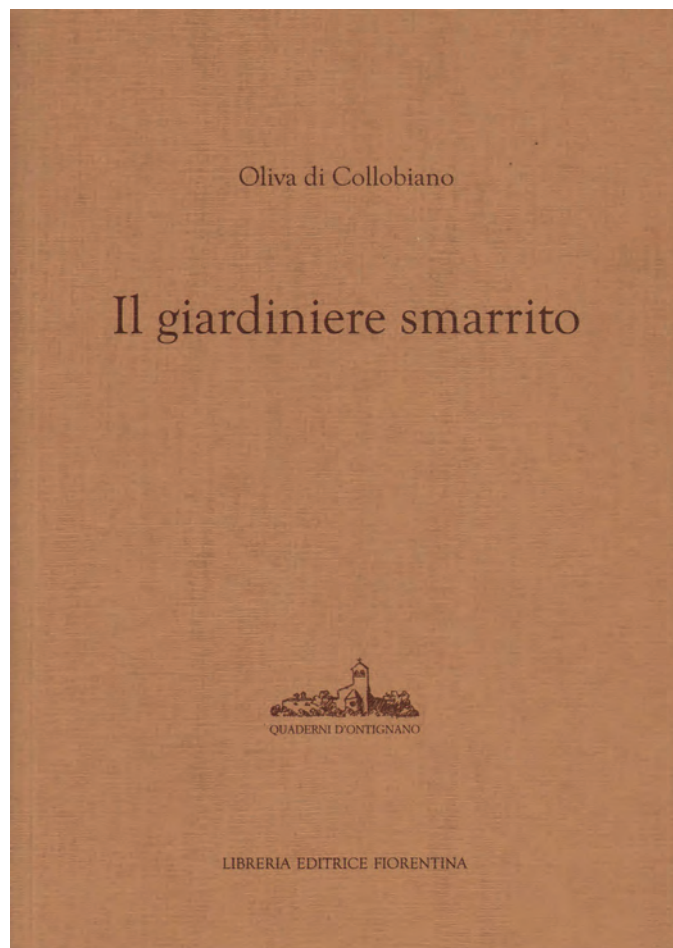 Oliva di Collobiano
Il giardiniere smarrito
QUADERNI D'ONTIGNANO
LIBRERIA EDITRICE FIORENTINA